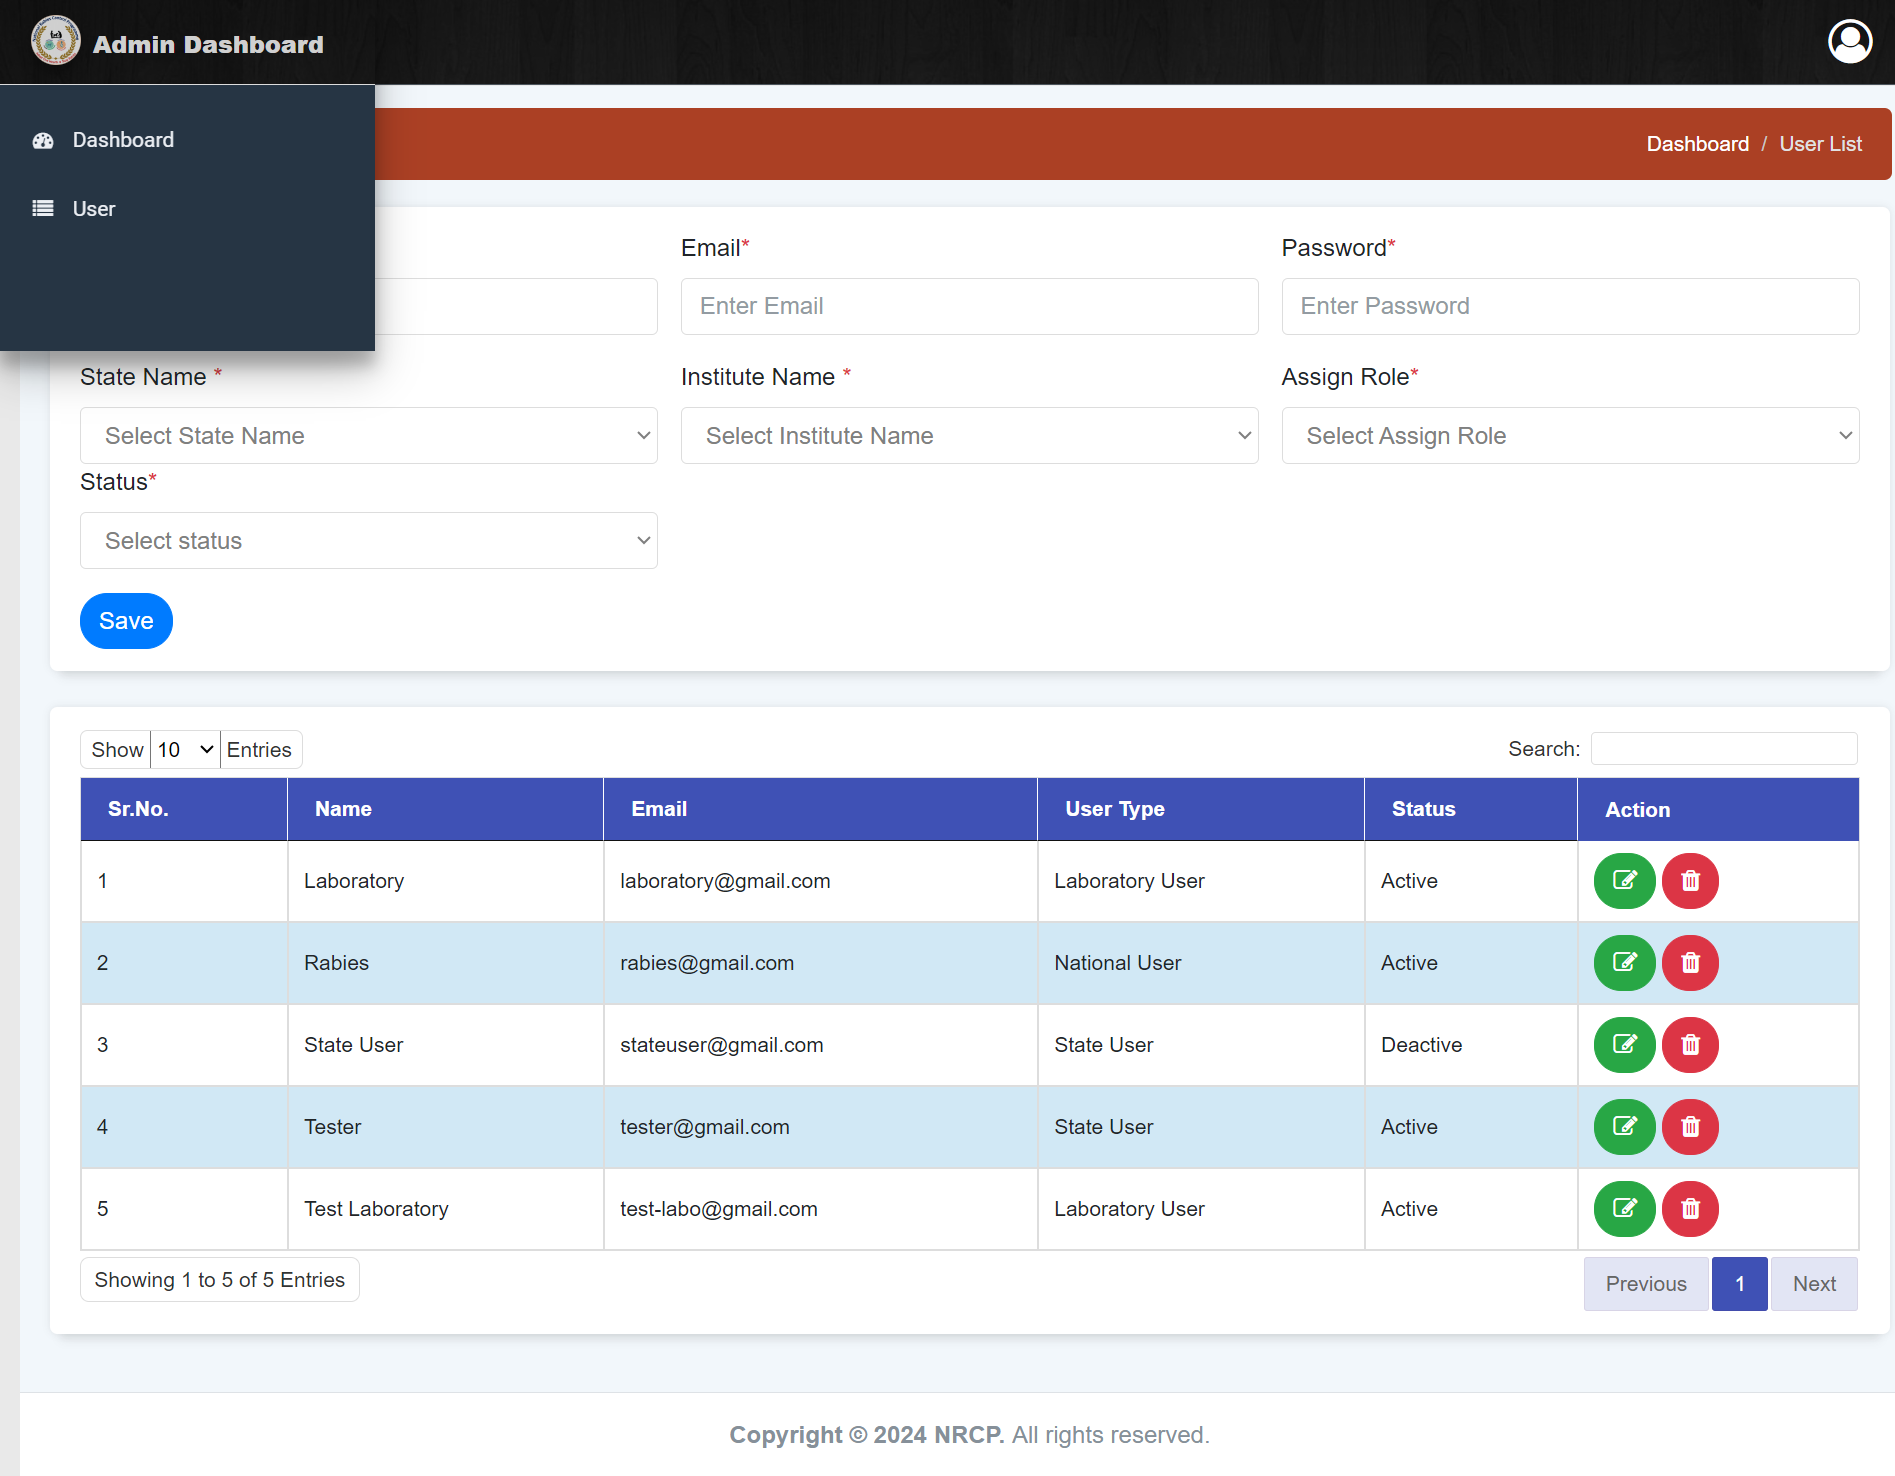 Admin Dashboard
Dashboard
User
Dashboard / User List
Email*
Password*
Enter Email
Enter Password
State Name *
Institute Name *
Assign Role*
Select State Name
Select Institute Name
Select Assign Role
Status*
Select status
Save
Show 10 Entries
Search:
Sr.No. Name Email User Type Status Action
1 Laboratory laboratory@gmail.com Laboratory User Active
2 Rabies rabies@gmail.com National User Active
3 State User stateuser@gmail.com State User Deactive
4 Tester tester@gmail.com State User Active
5 Test Laboratory test-labo@gmail.com Laboratory User Active
Showing 1 to 5 of 5 Entries
Previous 1 Next
Copyright © 2024 NRCP. All rights reserved.